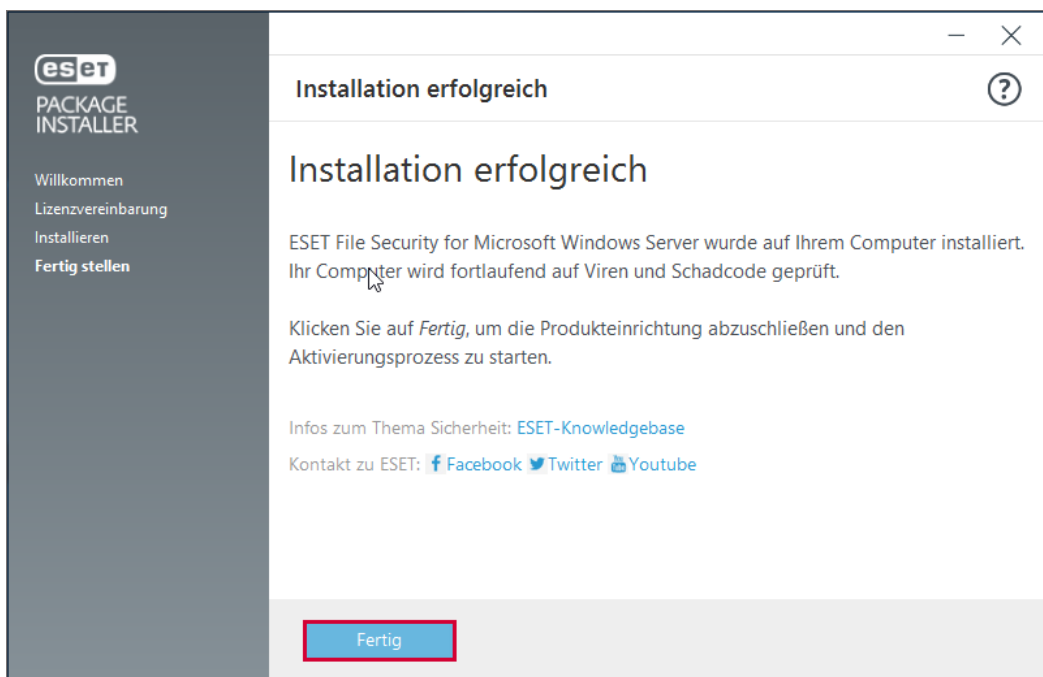 eset
PACKAGE
INSTALLER
Willkommen
Lizenzvereinbarung
Installieren
Fertig stellen
Installation erfolgreich
?
Installation erfolgreich
ESET File Security for Microsoft Windows Server wurde auf Ihrem Computer installiert.
Ihr Computer wird fortlaufend auf Viren und Schadcode geprüft.
Klicken Sie auf Fertig, um die Produkteinrichtung abzuschließen und den
Aktivierungsprozess zu starten.
Infos zum Thema Sicherheit: ESET-Knowledgebase
Kontakt zu ESET: Facebook Twitter Youtube
Fertig